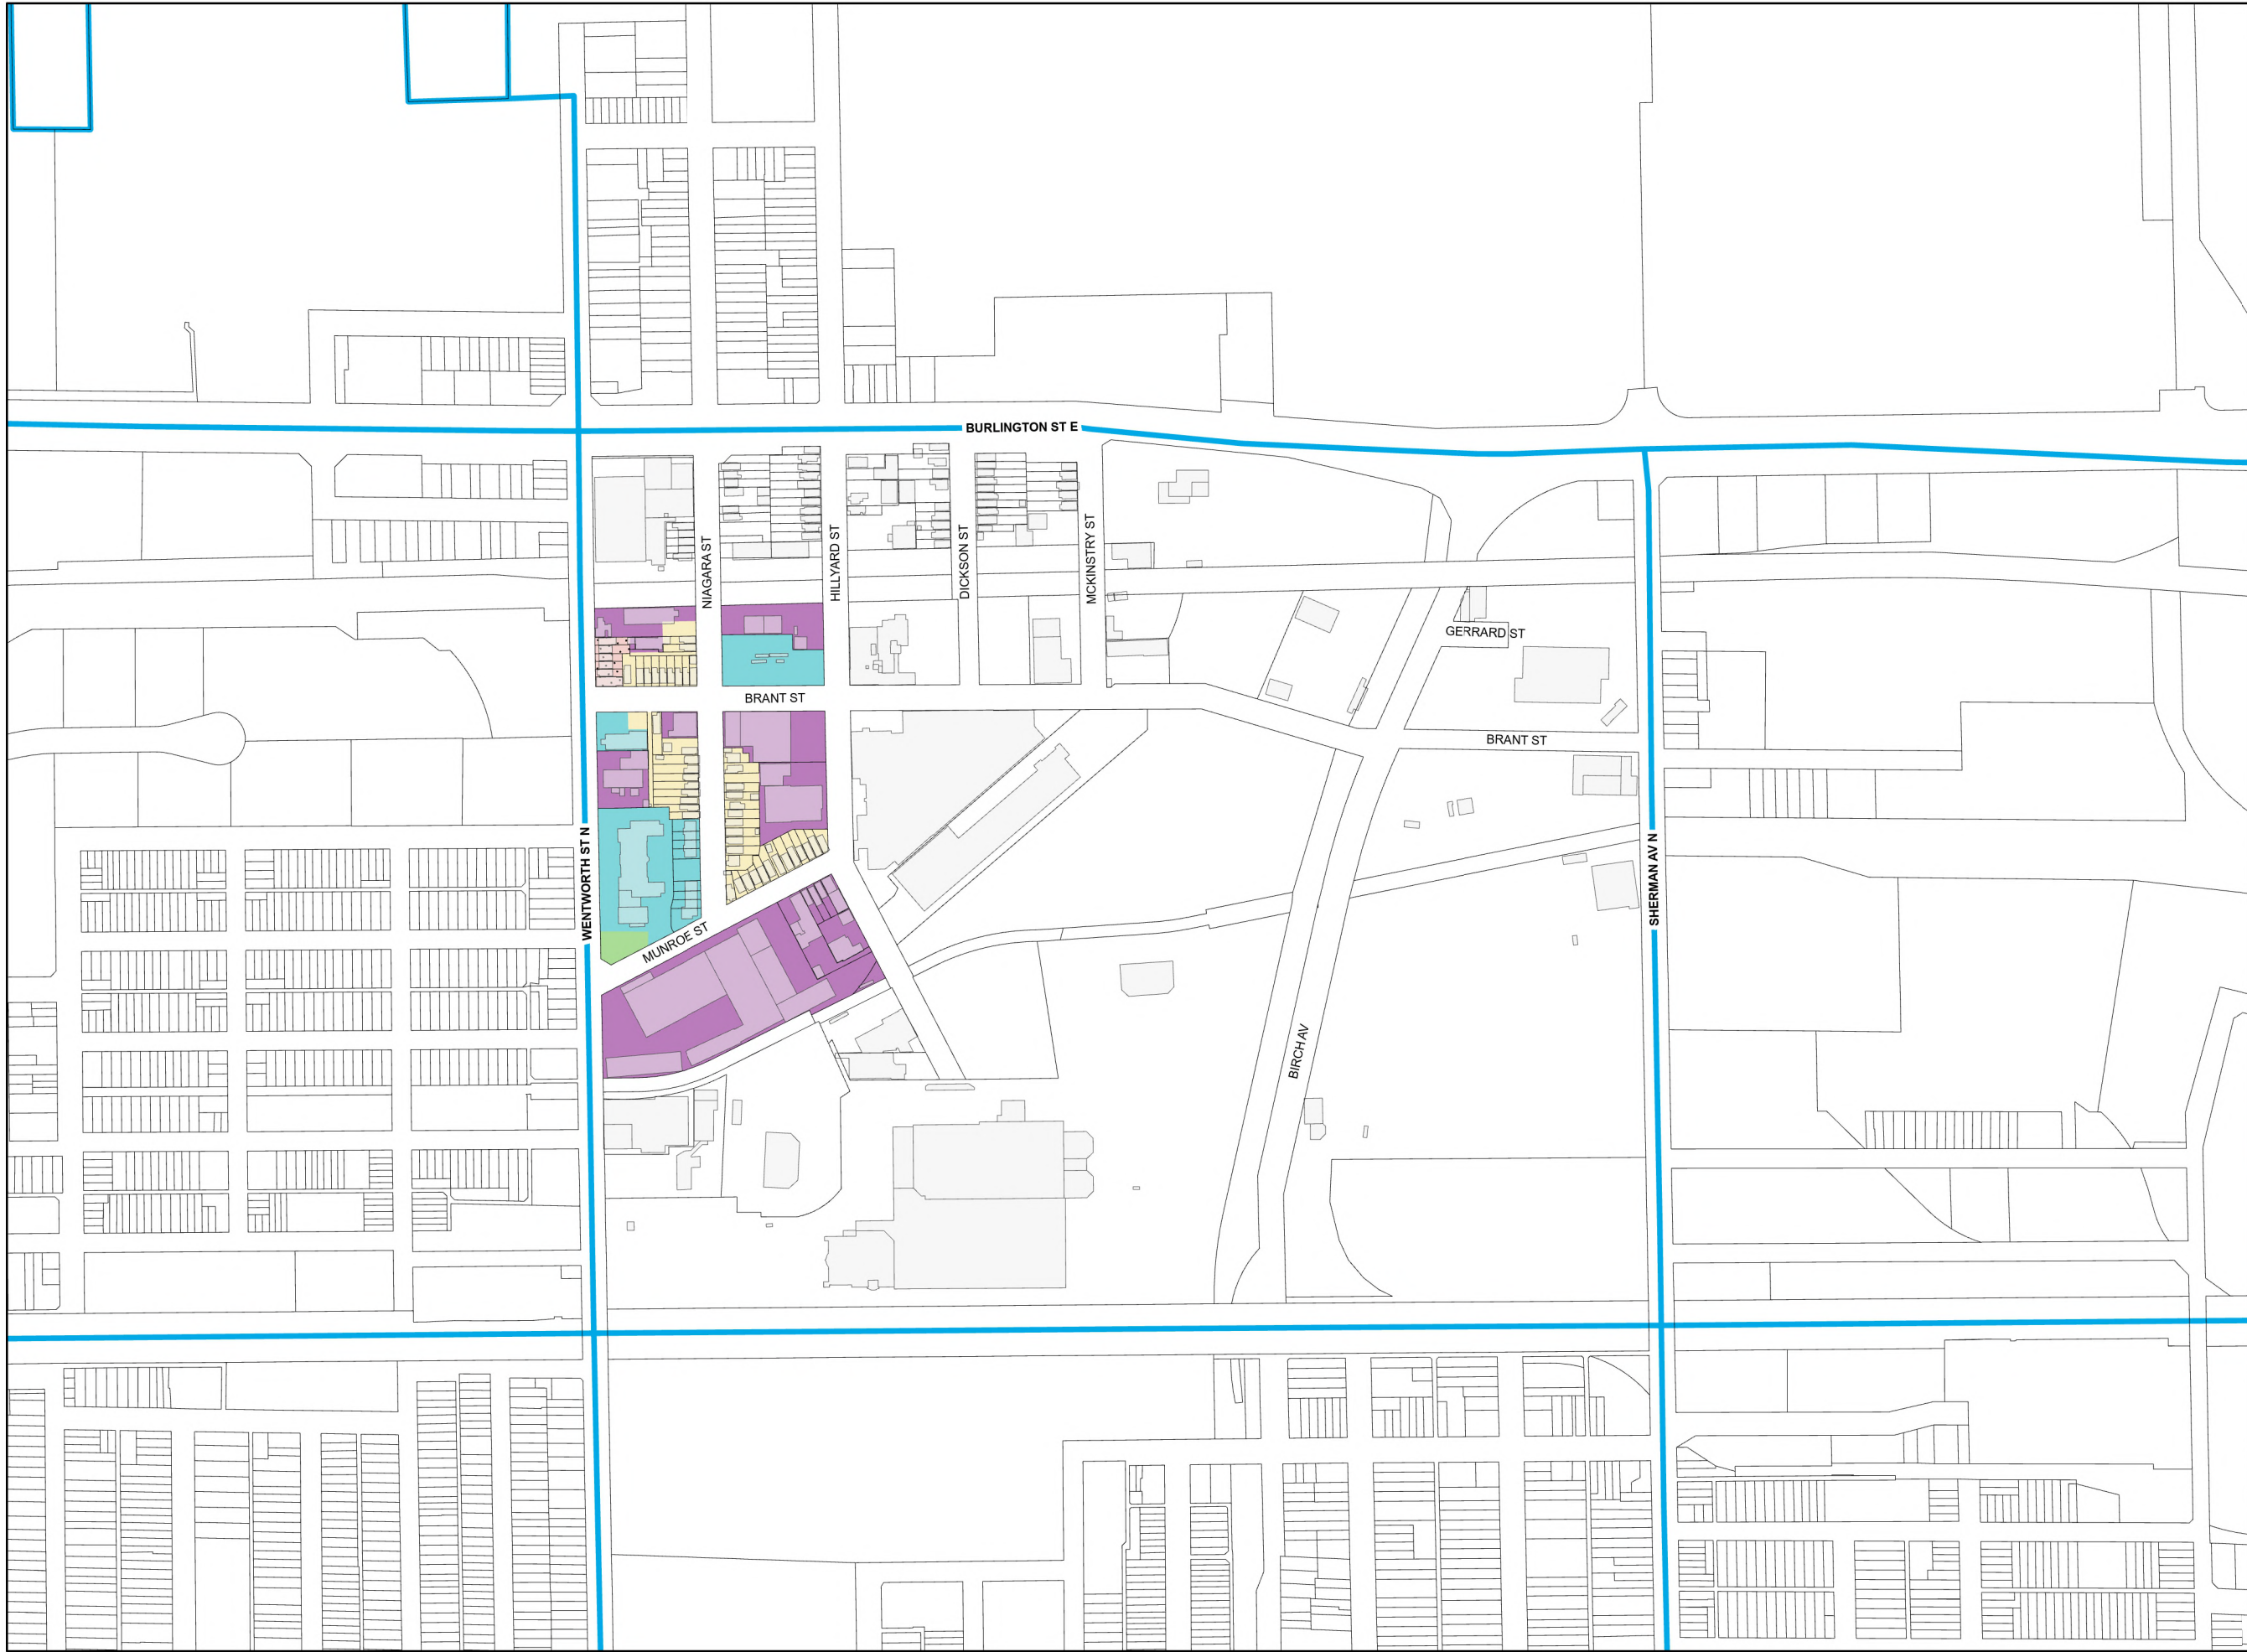 BURLINGTON ST E
NIAGARA ST
HILLYARD ST
DICKSON ST
MCKINSTRY ST
GERRARD ST
BRANT ST
BRANT ST
WENTWORTH ST N
SHERMAN AV N
MUNROE ST
BIRCH AV